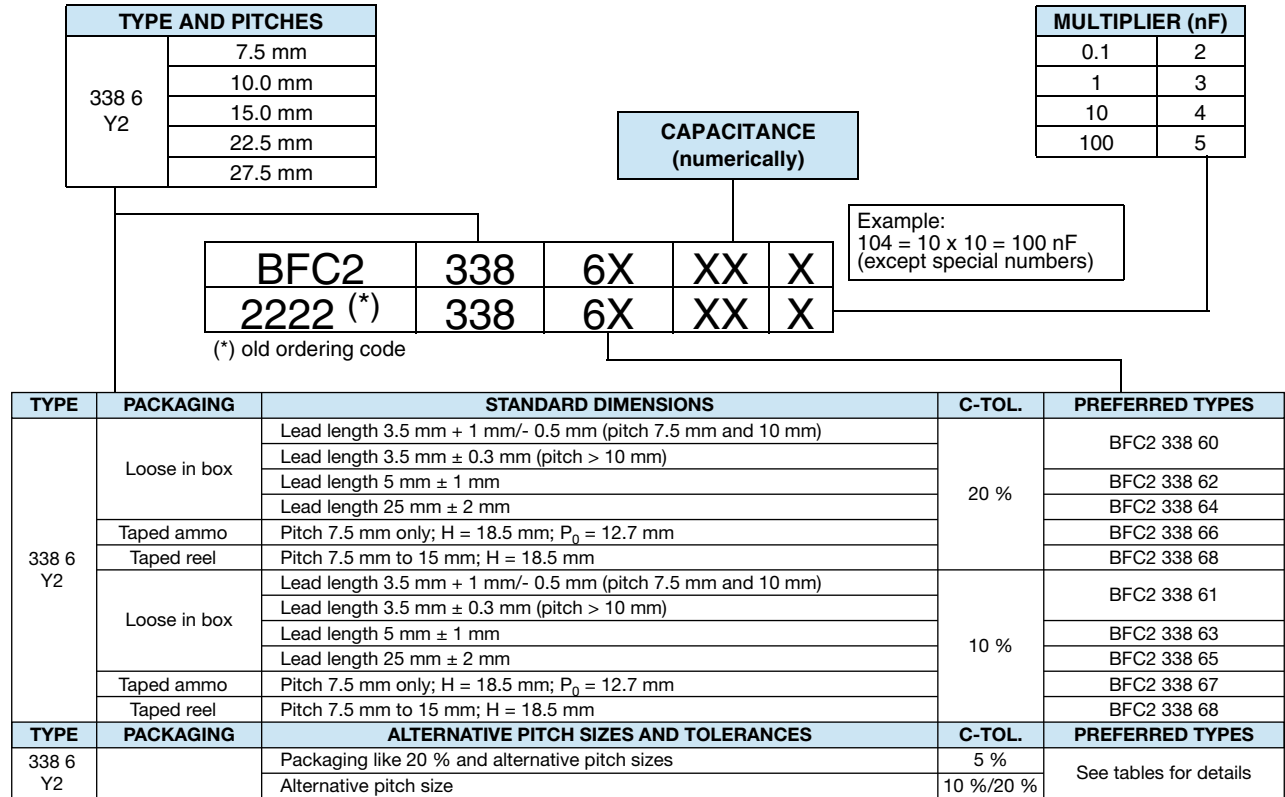 TYPE AND PITCHES
338 6
Y2
7.5 mm
10.0 mm
15.0 mm
22.5 mm
27.5 mm
CAPACITANCE
(numerically)
MULTIPLIER (nF)
0.1 2
1 3
10 4
100 5
Example:
104 = 10 x 10 = 100 nF
(except special numbers)
BFC2 338 6X XX X
2222 (*) 338 6X XX X
(*) old ordering code
TYPE PACKAGING STANDARD DIMENSIONS C-TOL. PREFERRED TYPES
338 6
Y2
Loose in box
Lead length 3.5 mm + 1 mm/- 0.5 mm (pitch 7.5 mm and 10 mm)
Lead length 3.5 mm ± 0.3 mm (pitch > 10 mm)
20 %
BFC2 338 60
Lead length 5 mm ± 1 mm BFC2 338 62
Lead length 25 mm ± 2 mm BFC2 338 64
Taped ammo Pitch 7.5 mm only; H = 18.5 mm; P0 = 12.7 mm BFC2 338 66
Taped reel Pitch 7.5 mm to 15 mm; H = 18.5 mm BFC2 338 68
Loose in box
Lead length 3.5 mm + 1 mm/- 0.5 mm (pitch 7.5 mm and 10 mm)
Lead length 3.5 mm ± 0.3 mm (pitch > 10 mm)
10 %
BFC2 338 61
Lead length 5 mm ± 1 mm BFC2 338 63
Lead length 25 mm ± 2 mm BFC2 338 65
Taped ammo Pitch 7.5 mm only; H = 18.5 mm; P0 = 12.7 mm BFC2 338 67
Taped reel Pitch 7.5 mm to 15 mm; H = 18.5 mm BFC2 338 68
TYPE PACKAGING ALTERNATIVE PITCH SIZES AND TOLERANCES C-TOL. PREFERRED TYPES
338 6
Y2
Packaging like 20 % and alternative pitch sizes 5 %
Alternative pitch size 10 %/20 %
See tables for details